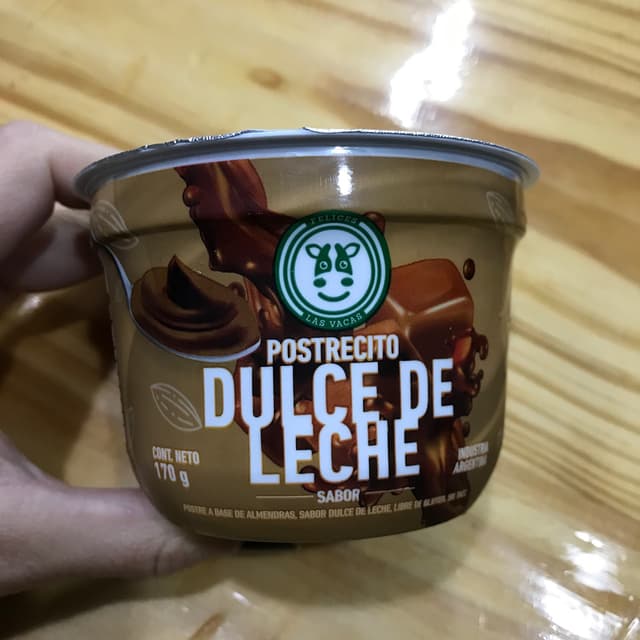 FELICES
LAS VACAS
POSTRECITO
DULCE DE
LECHE
SABOR
CONT. NETO
170 g
INDUSTRIA
ARGENTINA
POSTRE A BASE DE ALMENDRAS, SABOR DULCE DE LECHE, LIBRE DE GLUTEN.